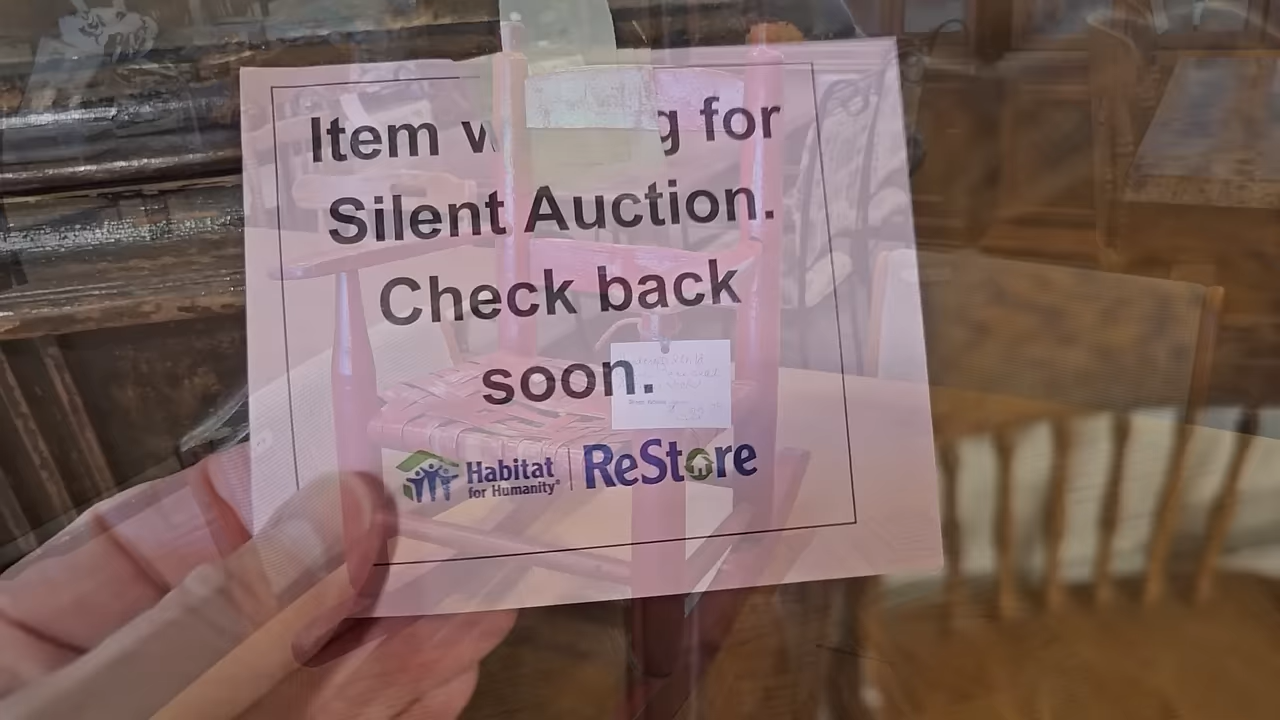 Item for
Silent Auction.
Check back
soon.
Habitat
for Humanity®
ReStore